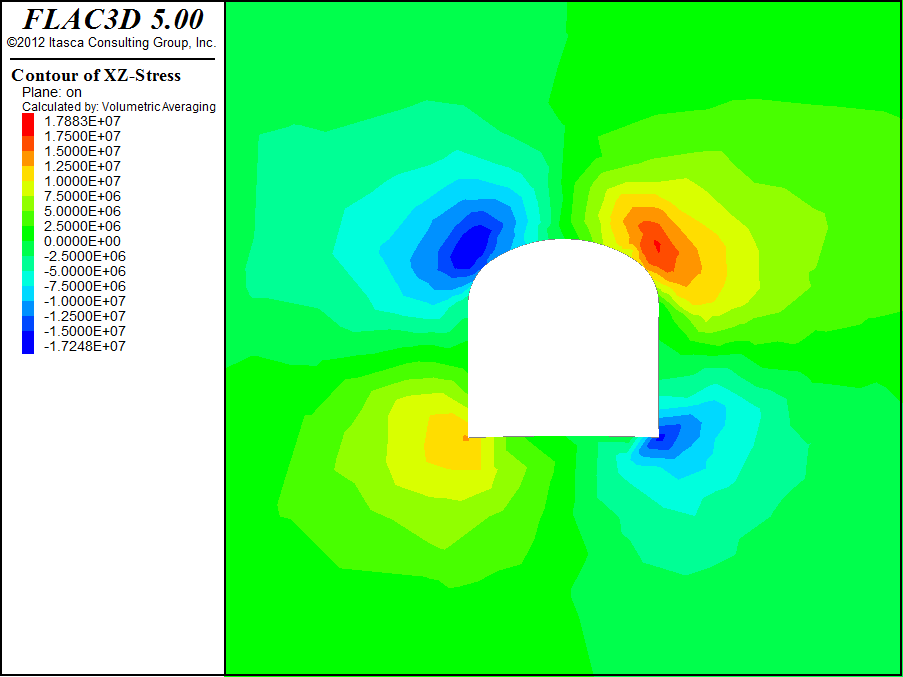 FLAC3D 5.00
©2012 Itasca Consulting Group, Inc.
Contour of XZ-Stress
Plane: on
Calculated by: Volumetric Averaging
1.7883E+07
1.7500E+07
1.5000E+07
1.2500E+07
1.0000E+07
7.5000E+06
5.0000E+06
2.5000E+06
0.0000E+00
-2.5000E+06
-5.0000E+06
-7.5000E+06
-1.0000E+07
-1.2500E+07
-1.5000E+07
-1.7248E+07